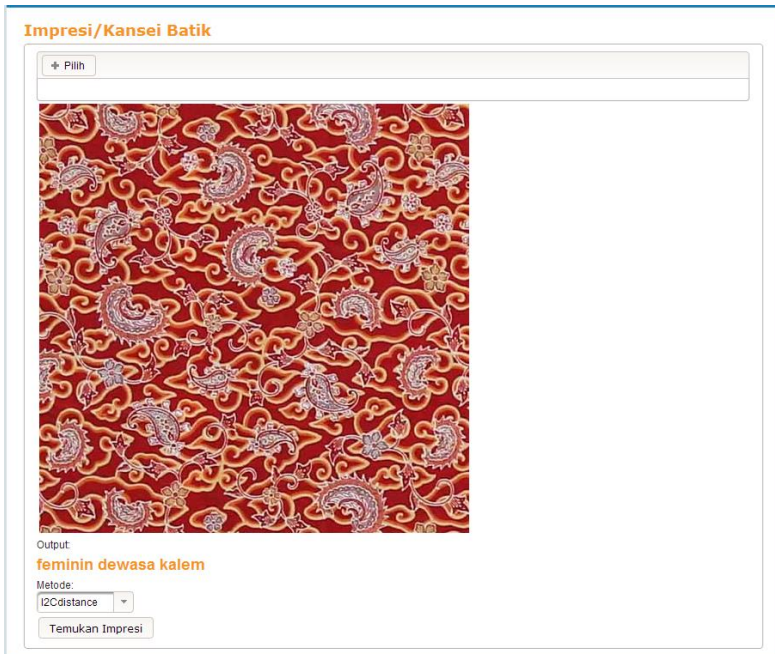 Impresi/Kansei Batik
+ Pilih
Output:
feminin dewasa kalem
Metode:
I2Cdistance
Temukan Impresi